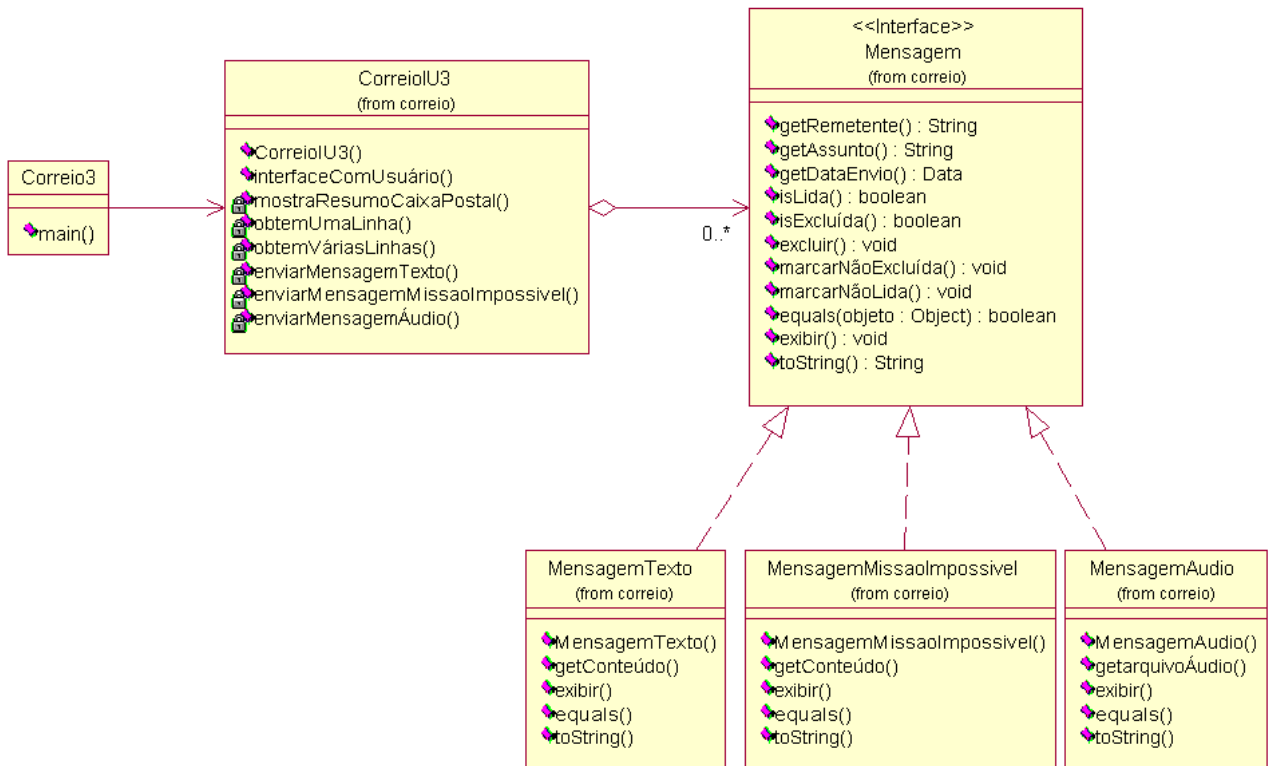 Correio3
main()
CorreioIU3
(from correio)
CorreioIU3()
interfaceComUsuário()
mostraResumoCaixaPostal()
obtemUmaLinha()
obtemVáriasLinhas()
enviarMensagemTexto()
enviarMensagemMissaoImpossivel()
enviarMensagemÁudio()
0..*
<<Interface>>
Mensagem
(from correio)
getRemetente() : String
getAssunto() : String
getDataEnvio() : Data
isLida() : boolean
isExcluída() : boolean
excluir() : void
marcarNãoExcluída() : void
marcarNãoLida() : void
equals(objeto : Object) : boolean
exibir() : void
toString() : String
MensagemTexto
(from correio)
MensagemTexto()
getConteúdo()
exibir()
equals()
toString()
MensagemMissaoImpossivel
(from correio)
MensagemMissaoImpossivel()
getConteúdo()
exibir()
equals()
toString()
MensagemAudio
(from correio)
MensagemAudio()
getarquivoÁudio()
exibir()
equals()
toString()